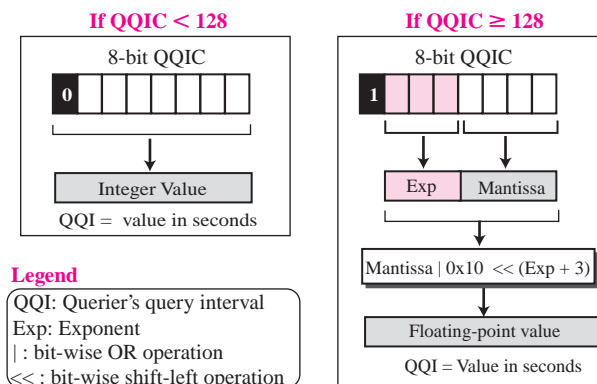 If QQIC < 128
8-bit QQIC
0
Integer Value
QQI = value in seconds
If QQIC ≥ 128
8-bit QQIC
1
Exp Mantissa
Mantissa | 0x10 << (Exp + 3)
Floating-point value
QQI = Value in seconds
Legend
QQI: Querier's query interval
Exp: Exponent
| : bit-wise OR operation
<< : bit-wise shift-left operation